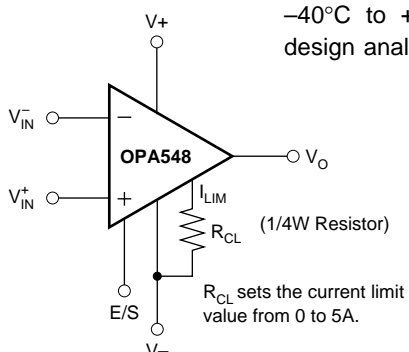 –40°C to +
design anal
V+
V–IN
OPA548
VO
V+IN
ILIM
(1/4W Resistor)
RCL
RCL sets the current limit
value from 0 to 5A.
E/S
V–